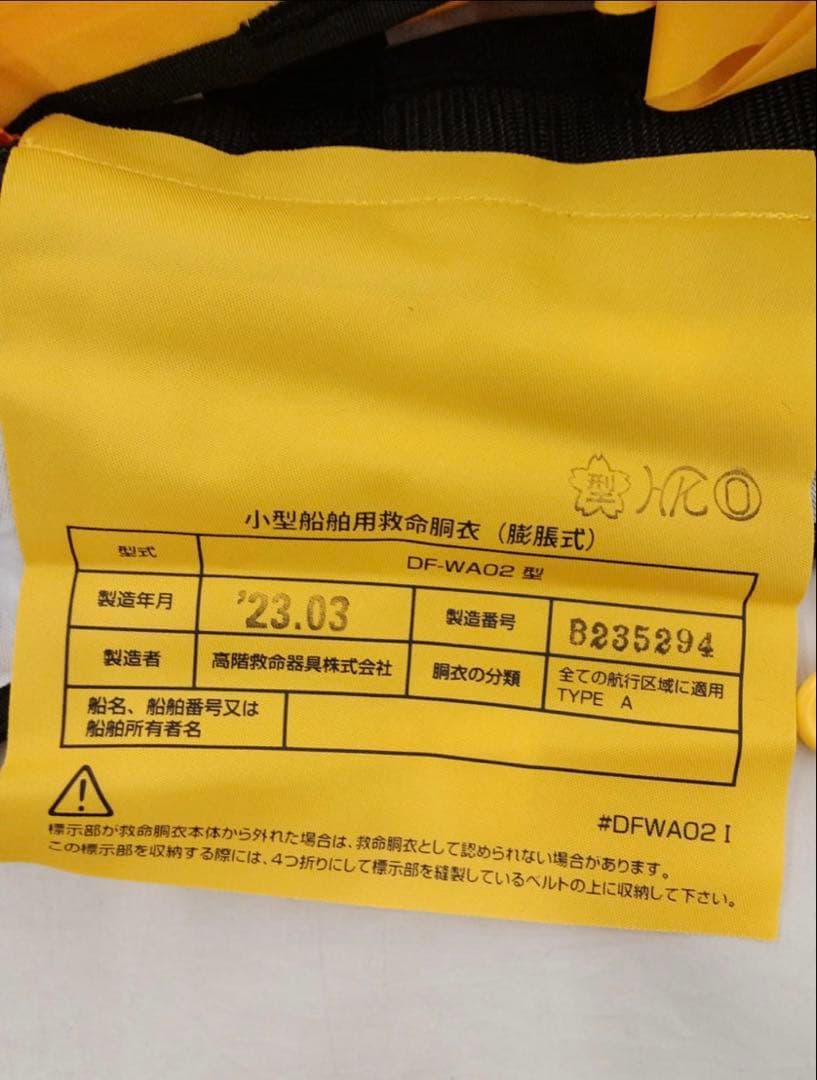 型 HK 0
小型船舶用救命胴衣（膨脹式）
型式 DF-WA02 型
製造年月 '23.03 製造番号 B235294
製造者 高階救命器具株式会社 胴衣の分類 全ての航行区域に適用
TYPE A
船名、船舶番号又は
船舶所有者名
#DFWA02 I
標示部が救命胴衣本体から外れた場合は、救命胴衣として認められない場合があります。
この標示部を収納する際には、4つ折りにして標示部を縫製しているベルトの上に収納して下さい。